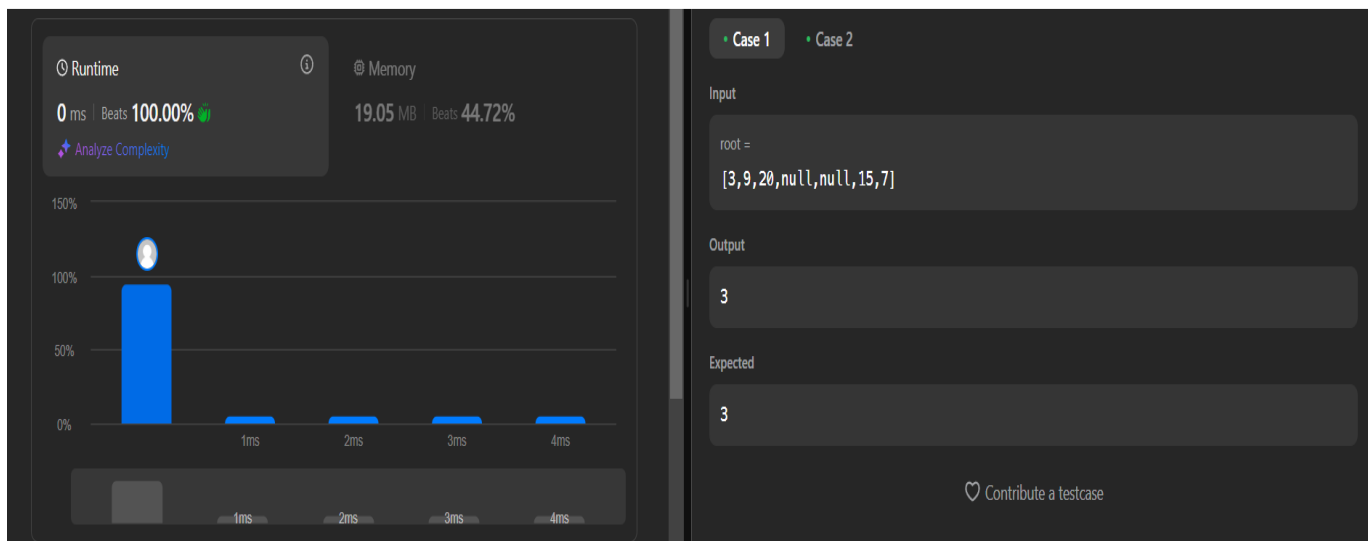 Runtime
0 ms | Beats 100.00%
Analyze Complexity
Memory
19.05 MB | Beats 44.72%
150%
100%
50%
0%
1ms 2ms 3ms 4ms
1ms 2ms 3ms 4ms
Case 1 Case 2
Input
root =
[3,9,20,null,null,15,7]
Output
3
Expected
3
Contribute a testcase